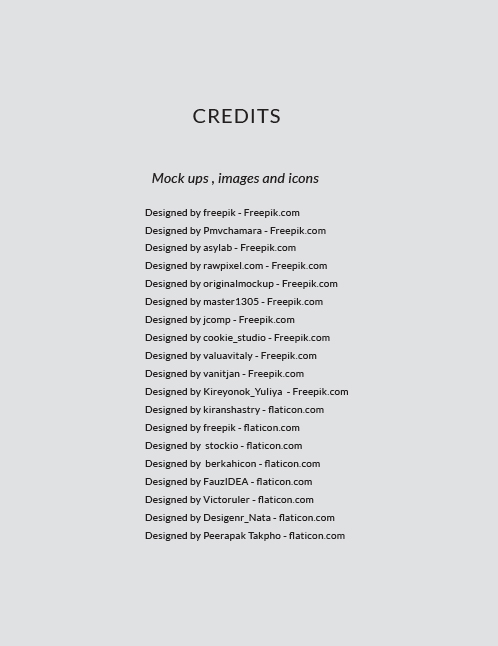 CREDITS
Mock ups , images and icons
Designed by freepik - Freepik.com
Designed by Pmvchamara - Freepik.com
Designed by asylab - Freepik.com
Designed by rawpixel.com - Freepik.com
Designed by originalmockup - Freepik.com
Designed by master1305 - Freepik.com
Designed by jcomp - Freepik.com
Designed by cookie_studio - Freepik.com
Designed by valuavitaly - Freepik.com
Designed by vanitjan - Freepik.com
Designed by Kireyonok_Yuliya  - Freepik.com
Designed by kiranshastry - flaticon.com
Designed by freepik - flaticon.com
Designed by  stockio - flaticon.com
Designed by  berkahicon - flaticon.com
Designed by FauzIDEA - flaticon.com
Designed by Victoruler - flaticon.com
Designed by Desigenr_Nata - flaticon.com
Designed by Peerapak Takpho - flaticon.com